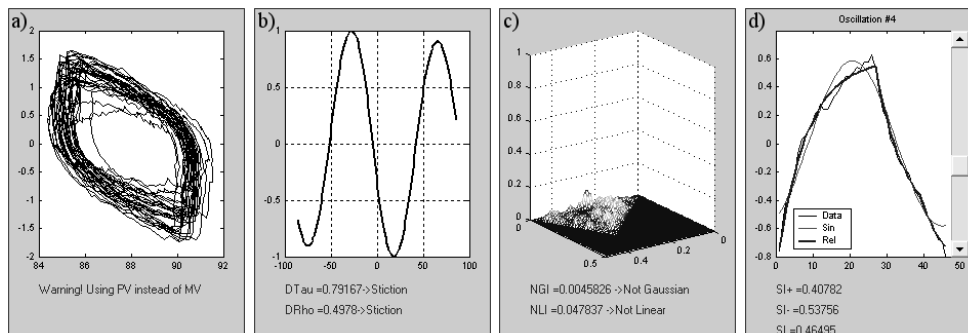 a)
2
1.5
1
0.5
0
-0.5
-1
-1.5
-2
84 86 88 90 92
Warning! Using PV instead of MV
b)
1
0.5
0
-0.5
-1
-100 -50 0 50 100
DTau =0.79167->Stiction
DRho =0.4978->Stiction
c)
1
0.8
0.6
0.4
0.2
0
0.5 0.4 0.2 0
NGI =0.0045826 ->Not Gaussian
NLI =0.047837->Not Linear
d)
Oscillation #4
0.8
0.6
0.4
0.2
0
-0.2
-0.4
-0.6
-0.8
0 10 20 30 40 50
Data
Sin
Rel
SI+ =0.40782
SI- =0.53756
SI =0.46495